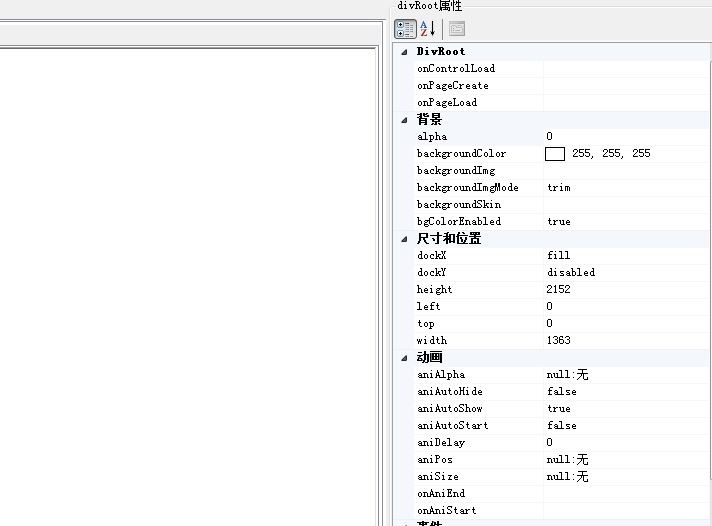 divRoot属性
DivRoot
onControlLoad
onPageCreate
onPageLoad
背景
alpha 0
backgroundColor 255, 255, 255
backgroundImg
backgroundImgMode trim
backgroundSkin
bgColorEnabled true
尺寸和位置
dockX fill
dockY disabled
height 2152
left 0
top 0
width 1363
动画
aniAlpha null:无
aniAutoHide false
aniAutoShow true
aniAutoStart false
aniDelay 0
aniPos null:无
aniSize null:无
onAniEnd
onAniStart